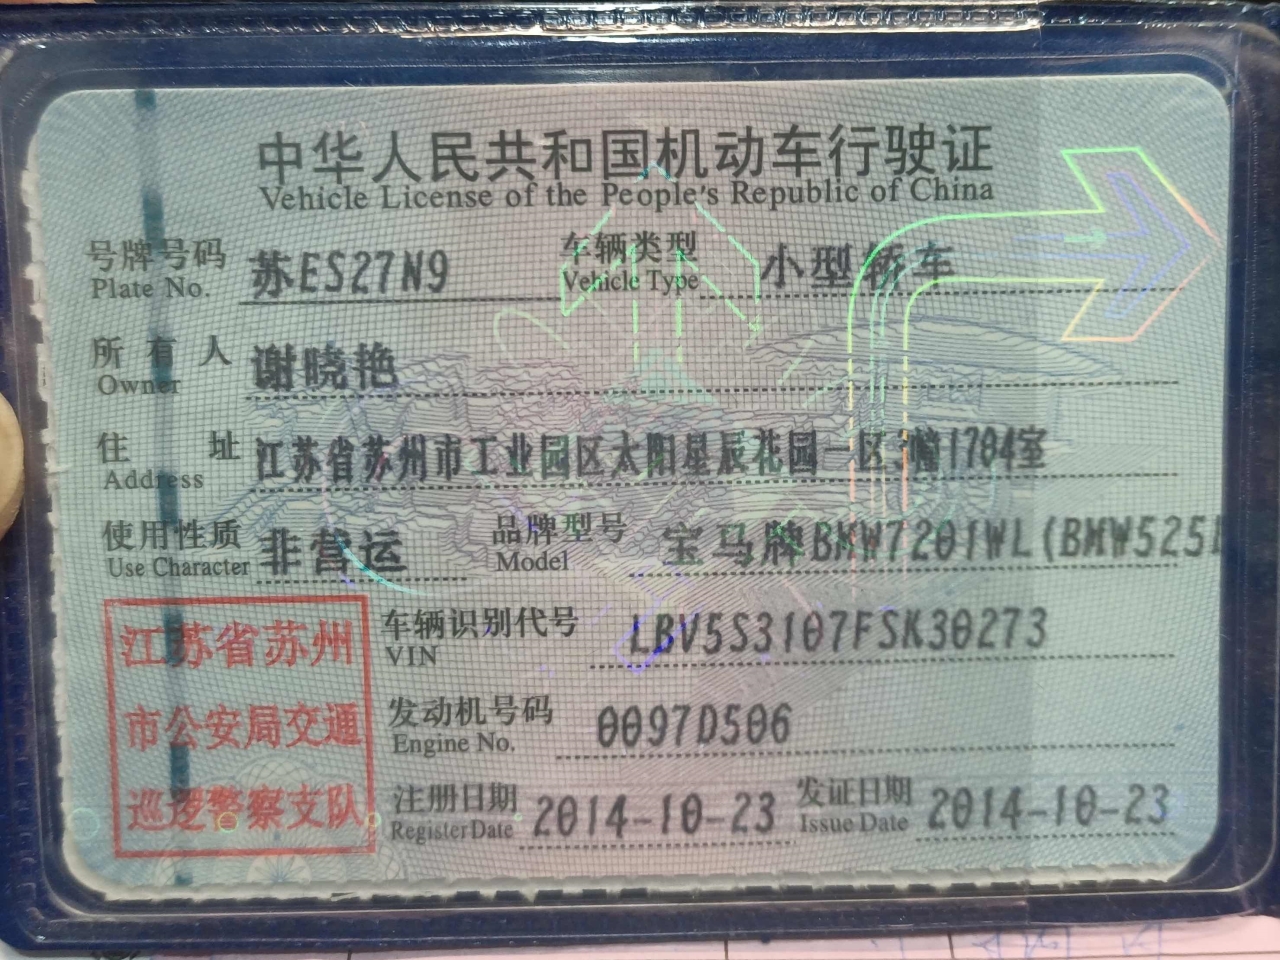 中华人民共和国机动车行驶证
Vehicle License of the People's Republic of China
号牌号码 苏ES27N9 车辆类型 小型轿车
Plate No. Vehicle Type
所有人 谢晓艳
Owner
住址 江苏省苏州市工业园区太阳星辰花园一区 幢1704室
Address
使用性质 非营运 品牌型号 宝马牌BMW7201WL(BMW525L
Use Character Model
江苏省苏州
市公安局交通
巡逻警察支队
车辆识别代号 LBV5S3107FSK30273
VIN
发动机号码 0097D506
Engine No.
注册日期 2014-10-23 发证日期 2014-10-23
Register Date Issue Date